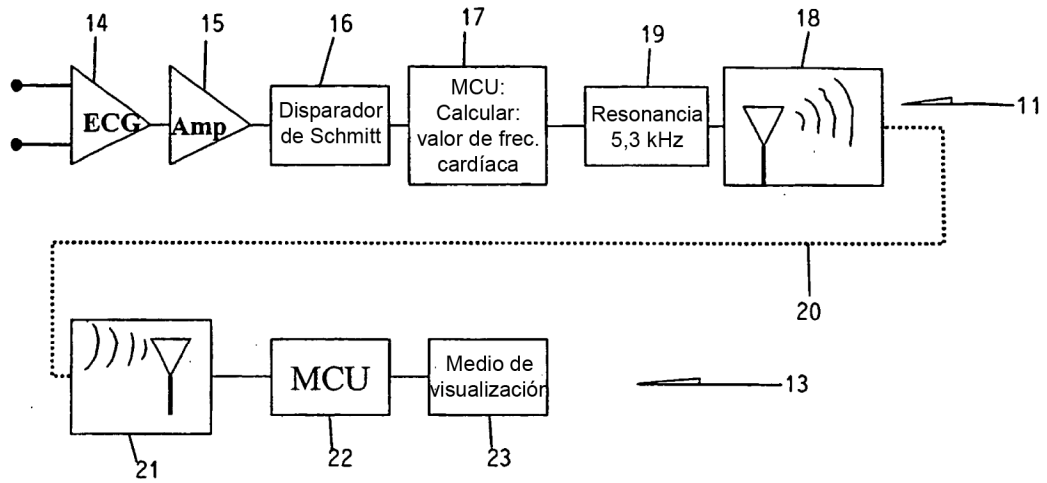 14
15
16
17
19
18
ECG
Amp
Disparador
de Schmitt
MCU:
Calcular:
valor de frec.
cardíaca
Resonancia
5,3 kHz
11
20
MCU
Medio de
visualización
13
21
22
23